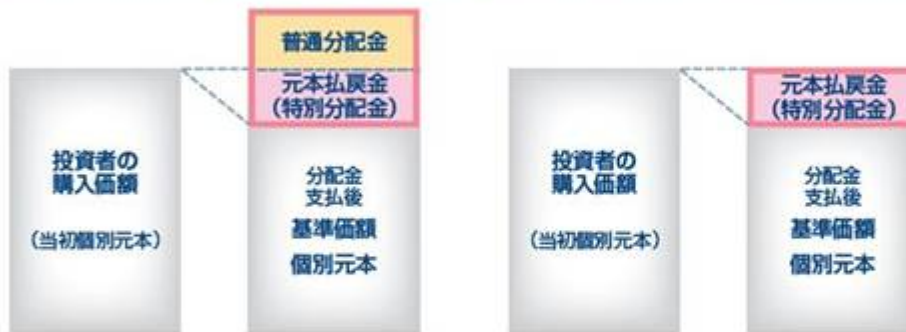 普通分配金
元本払戻金
(特別分配金)
投資者の
購入価額
(当初個別元本)
分配金
支払後
基準価額
個別元本
元本払戻金
(特別分配金)
投資者の
購入価額
(当初個別元本)
分配金
支払後
基準価額
個別元本